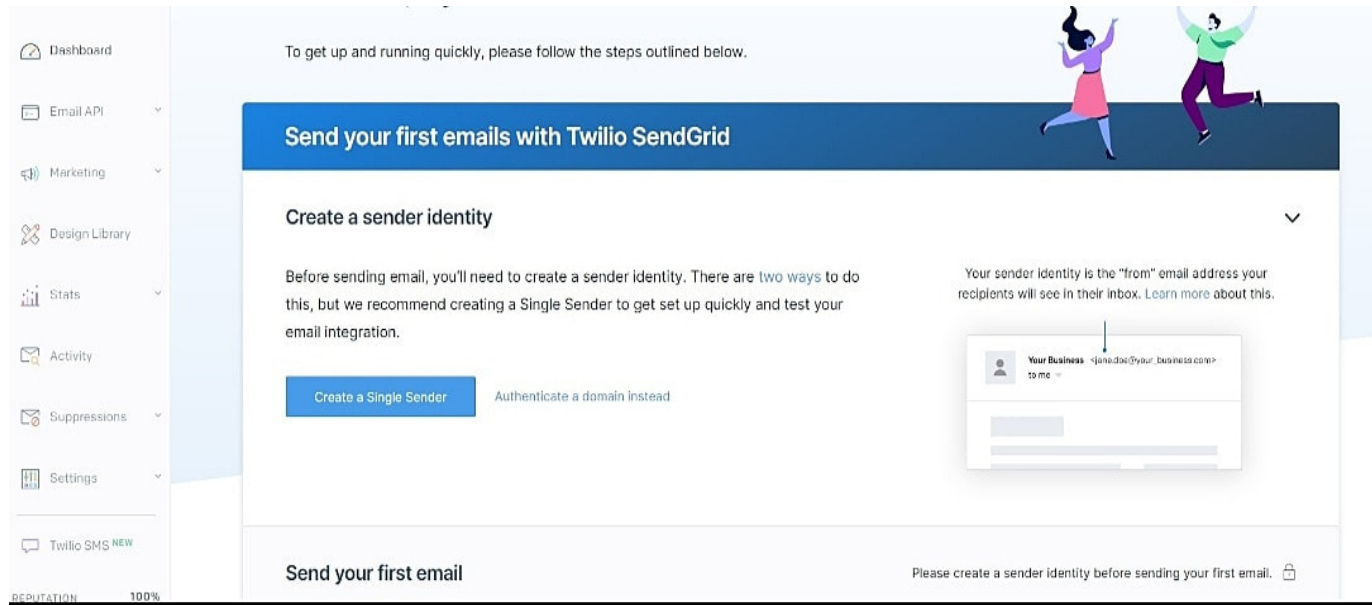 Dashboard
Email API
Marketing
Design Library
Stats
Activity
Suppressions
Settings
Twilio SMS NEW
REPUTATION 100%
To get up and running quickly, please follow the steps outlined below.
Send your first emails with Twilio SendGrid
Create a sender identity
Before sending email, you'll need to create a sender identity. There are two ways to do
this, but we recommend creating a Single Sender to get set up quickly and test your
email integration.
Create a Single Sender
Authenticate a domain instead
Your sender identity is the "from" email address your
recipients will see in their inbox. Learn more about this.
Your Business <jane.doe@your_business.com>
to me
Send your first email
Please create a sender identity before sending your first email.